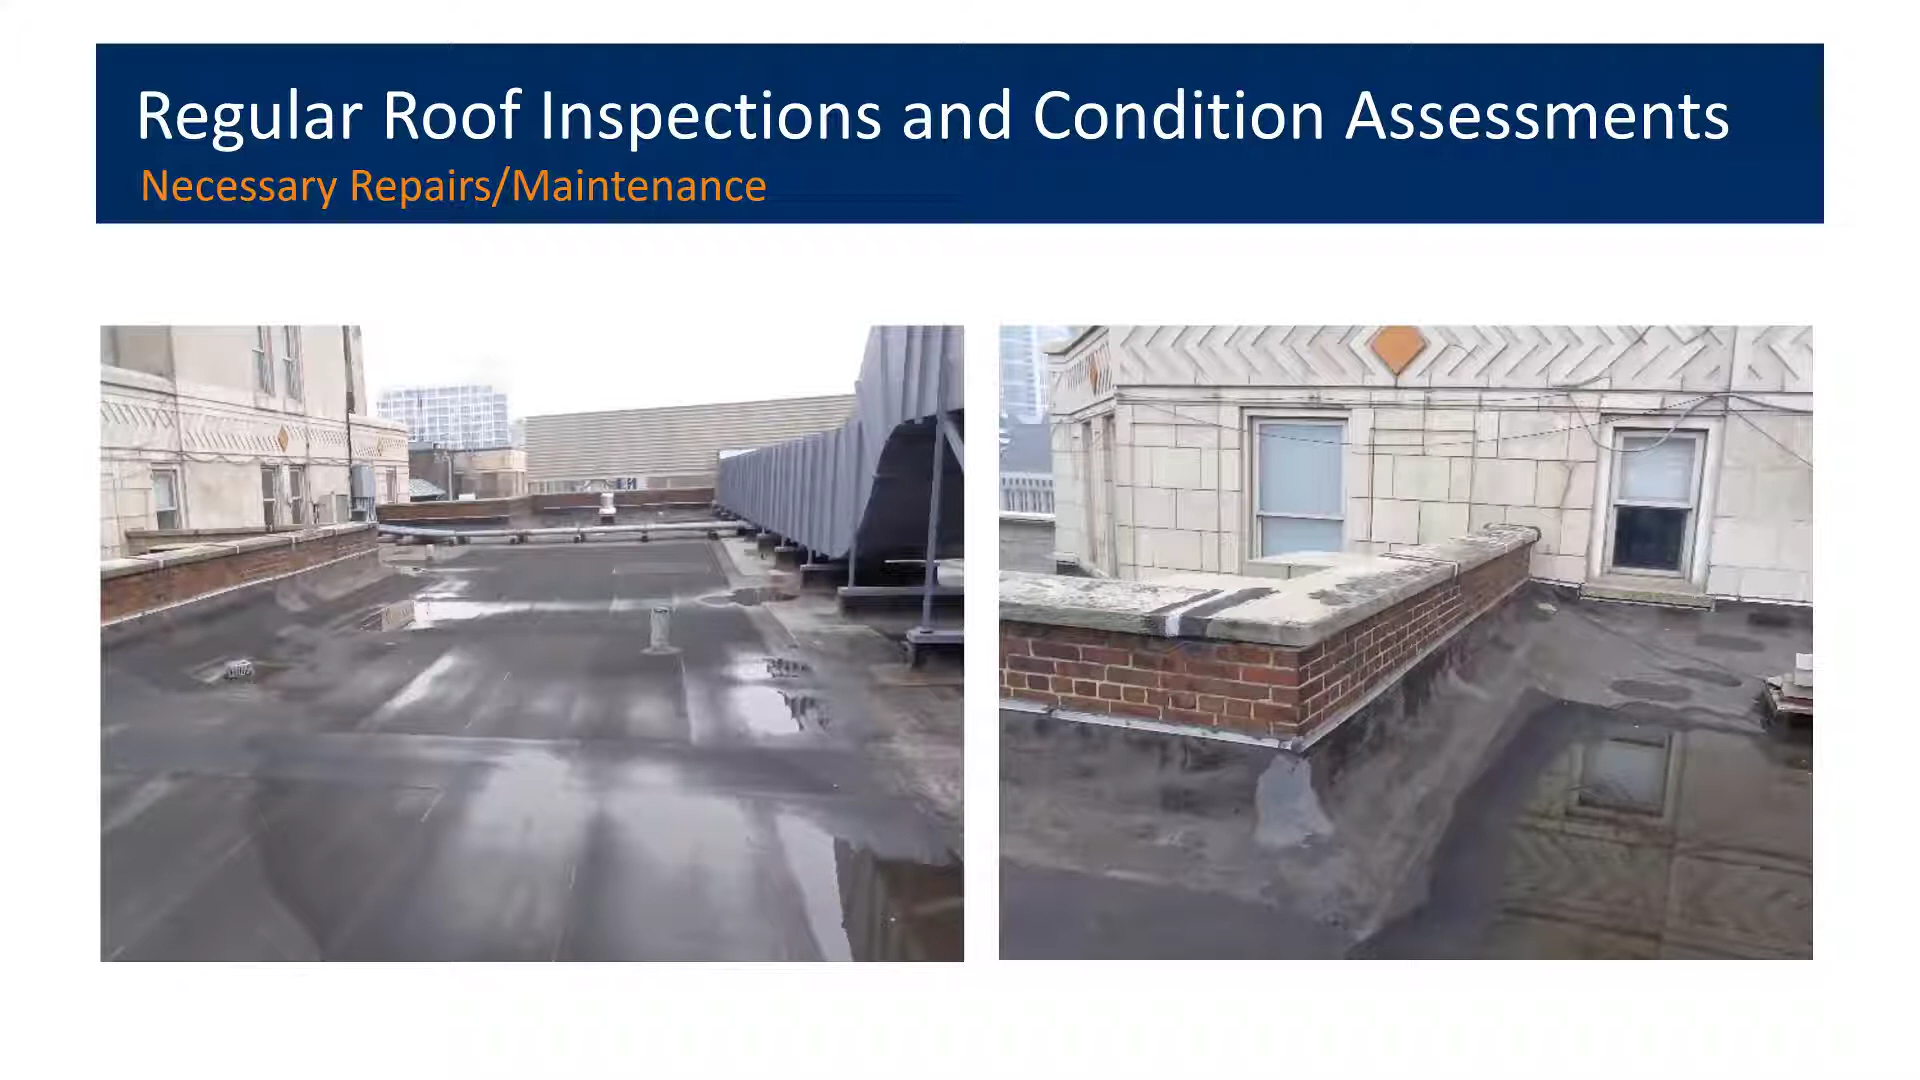 Regular Roof Inspections and Condition Assessments
Necessary Repairs/Maintenance